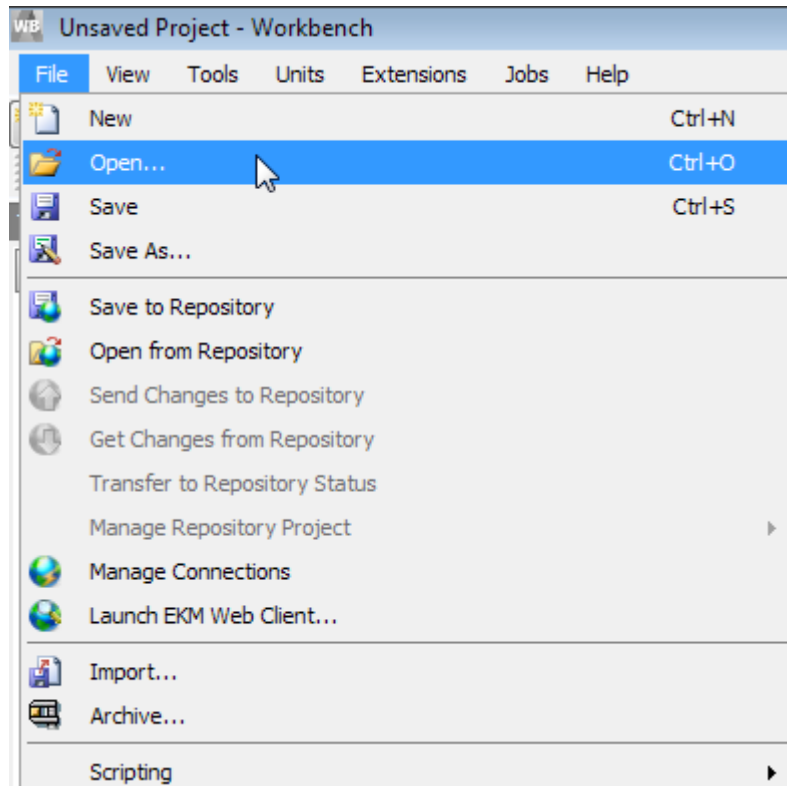 WB Unsaved Project - Workbench
File View Tools Units Extensions Jobs Help
New Ctrl+N
Open... Ctrl+O
Save Ctrl+S
Save As...
Save to Repository
Open from Repository
Send Changes to Repository
Get Changes from Repository
Transfer to Repository Status
Manage Repository Project
Manage Connections
Launch EKM Web Client...
Import...
Archive...
Scripting